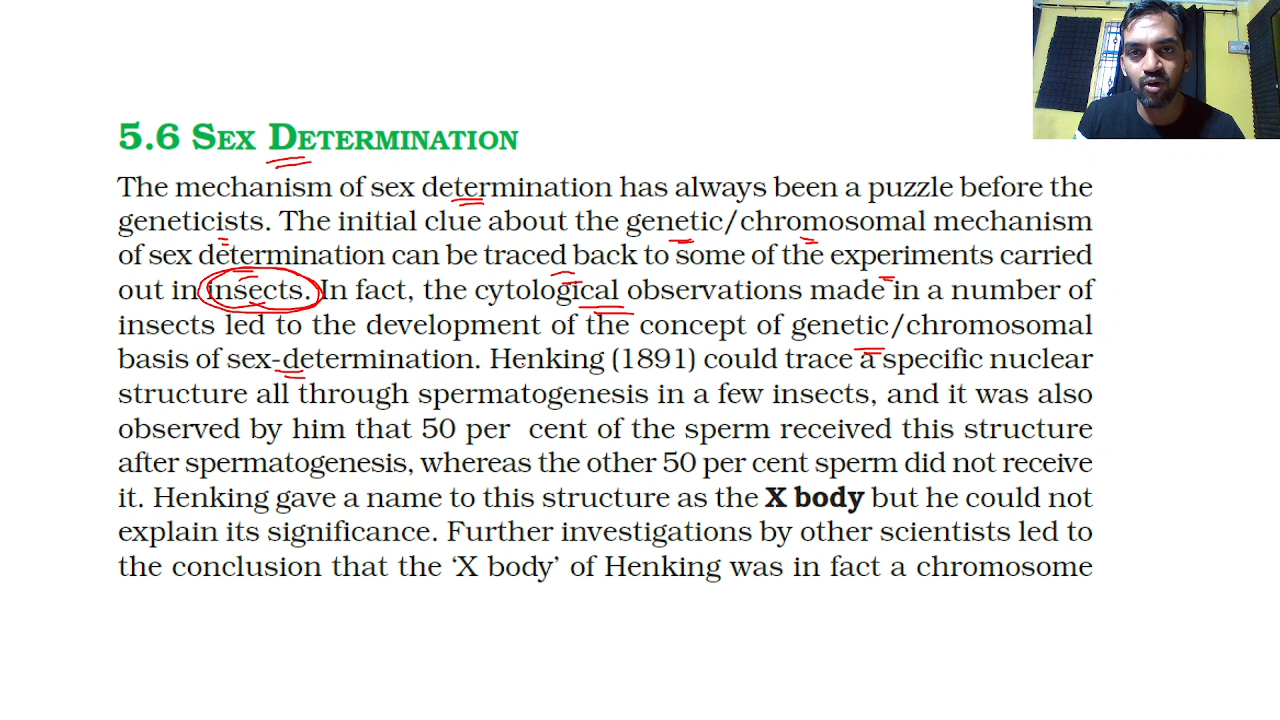 5.6 SEX DETERMINATION
The mechanism of sex determination has always been a puzzle before the
geneticists. The initial clue about the genetic/chromosomal mechanism
of sex determination can be traced back to some of the experiments carried
out in insects. In fact, the cytological observations made in a number of
insects led to the development of the concept of genetic/chromosomal
basis of sex-determination. Henking (1891) could trace a specific nuclear
structure all through spermatogenesis in a few insects, and it was also
observed by him that 50 per cent of the sperm received this structure
after spermatogenesis, whereas the other 50 per cent sperm did not receive
it. Henking gave a name to this structure as the X body but he could not
explain its significance. Further investigations by other scientists led to
the conclusion that the ‘X body’ of Henking was in fact a chromosome